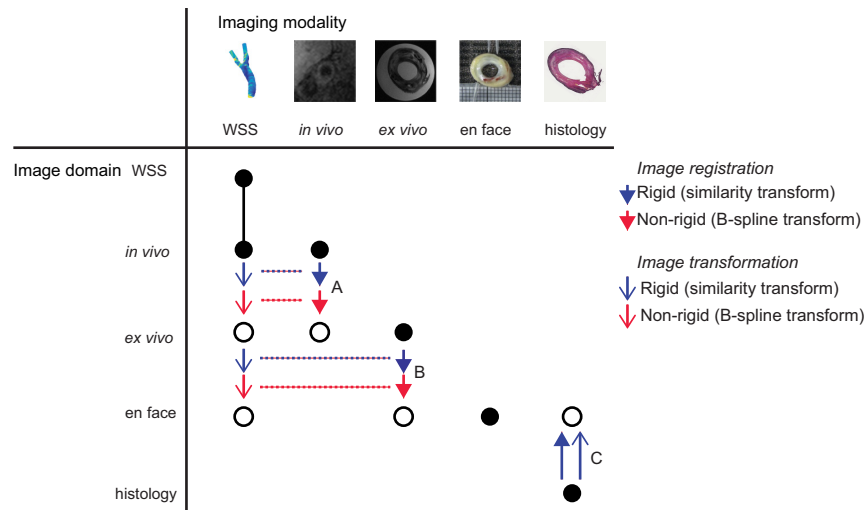 Imaging modality
WSS
in vivo
ex vivo
en face
histology
Image domain
WSS
in vivo
A
ex vivo
B
en face
C
histology
Image registration
Rigid (similarity transform)
Non-rigid (B-spline transform)
Image transformation
Rigid (similarity transform)
Non-rigid (B-spline transform)